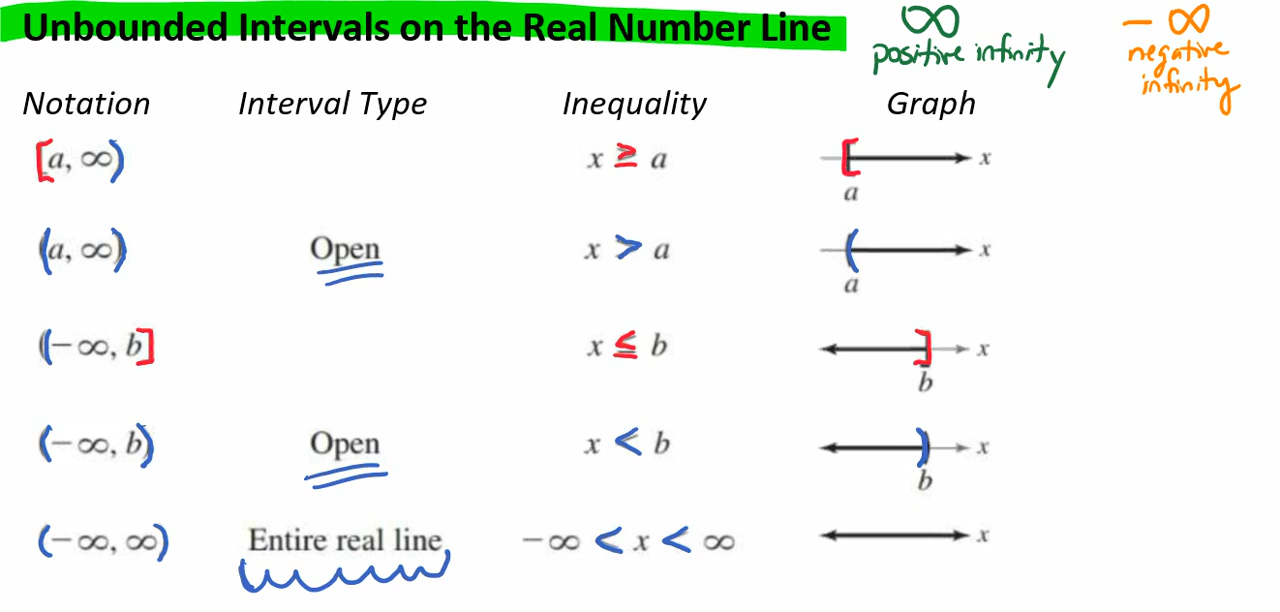 Unbounded Intervals on the Real Number Line
∞
positive infinity
− ∞
negative
infinity
Notation Interval Type Inequality Graph
[a, ∞) x ≥ a [ x
a
(a, ∞) Open x > a ( x
a
(−∞, b] x ≤ b ] x
b
(−∞, b) Open x < b ) x
b
(−∞, ∞) Entire real line −∞ < x < ∞ x